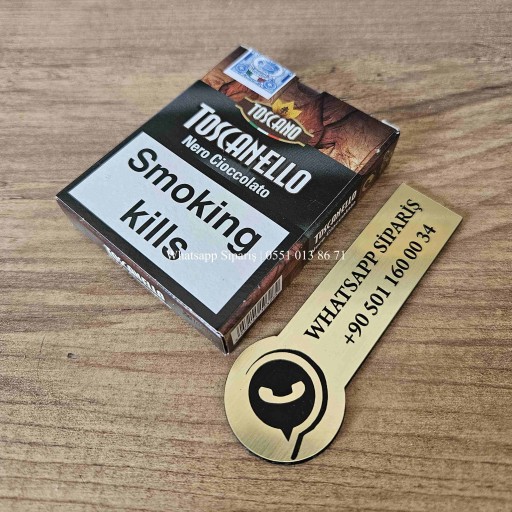 TOSCANO
TOSCANELLO
Nero Cioccolato
Smoking
kills
TOSCANELLO
Whatsapp Sipariş | 0551 013 86 71
WHATSAPP SİPARİŞ
+90 501 160 00 34